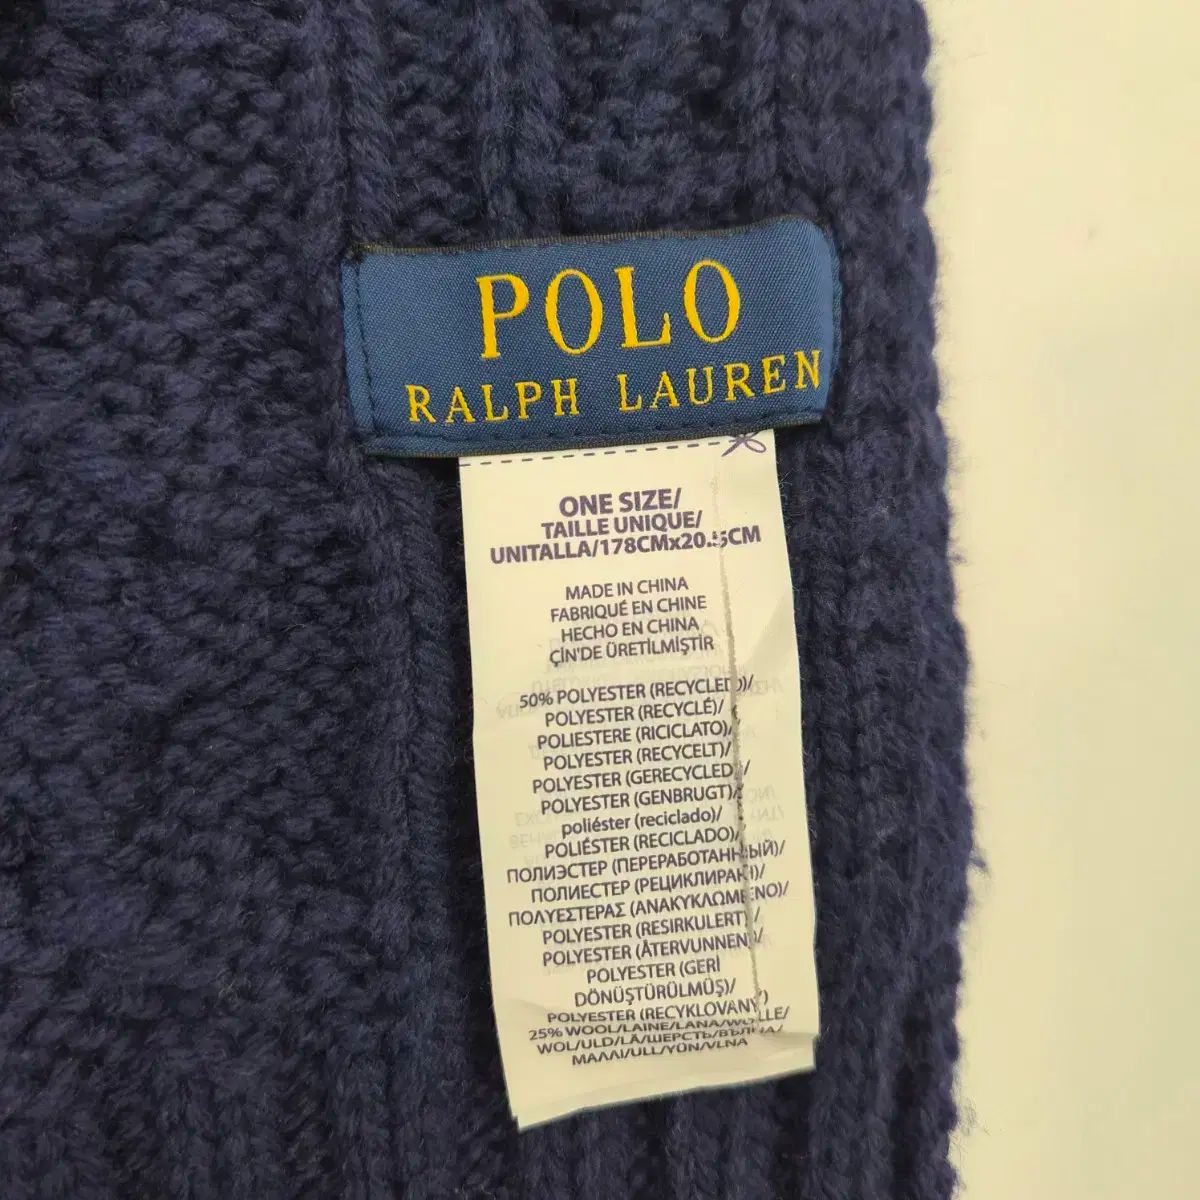 POLO
RALPH LAUREN
ONE SIZE/
TAILLE UNIQUE/
UNITALLA/178CMx20.5CM
MADE IN CHINA
FABRIQUÉ EN CHINE
HECHO EN CHINA
ÇİN'DE ÜRETİLMİŞTİR
50% POLYESTER (RECYCLED)/
POLYESTER (RECYCLÉ)/
POLIESTERE (RICICLATO)/
POLYESTER (RECYCELT)/
POLYESTER (GERECYCLED)/
POLYESTER (GENBRUGT)/
poliéster (reciclado)/
POLIÉSTER (RECICLADO)/
ПОЛИЭСТЕР (ПЕРЕРАБОТАННЫЙ)/
ПОЛИЕСТЕР (РЕЦИКЛИРАН)/
ΠΟΛΥΕΣΤΕΡΑΣ (ΑΝΑΚΥΚΛΩΜΕΝΟ)/
POLYESTER (RESIRKULERT)/
POLYESTER (ÅTERVUNNEN)/
POLYESTER (GERİ
DÖNÜŞTÜRÜLMÜŞ)/
POLYESTER (RECYKLOVANÝ)
25% WOOL/LAINE/LANA/WOLLE/
WOL/ULD/LÃ/ШЕРСТЬ/ВЪЛНА/
ΜΑΛΛΙ/ULL/YÜN/VLNA